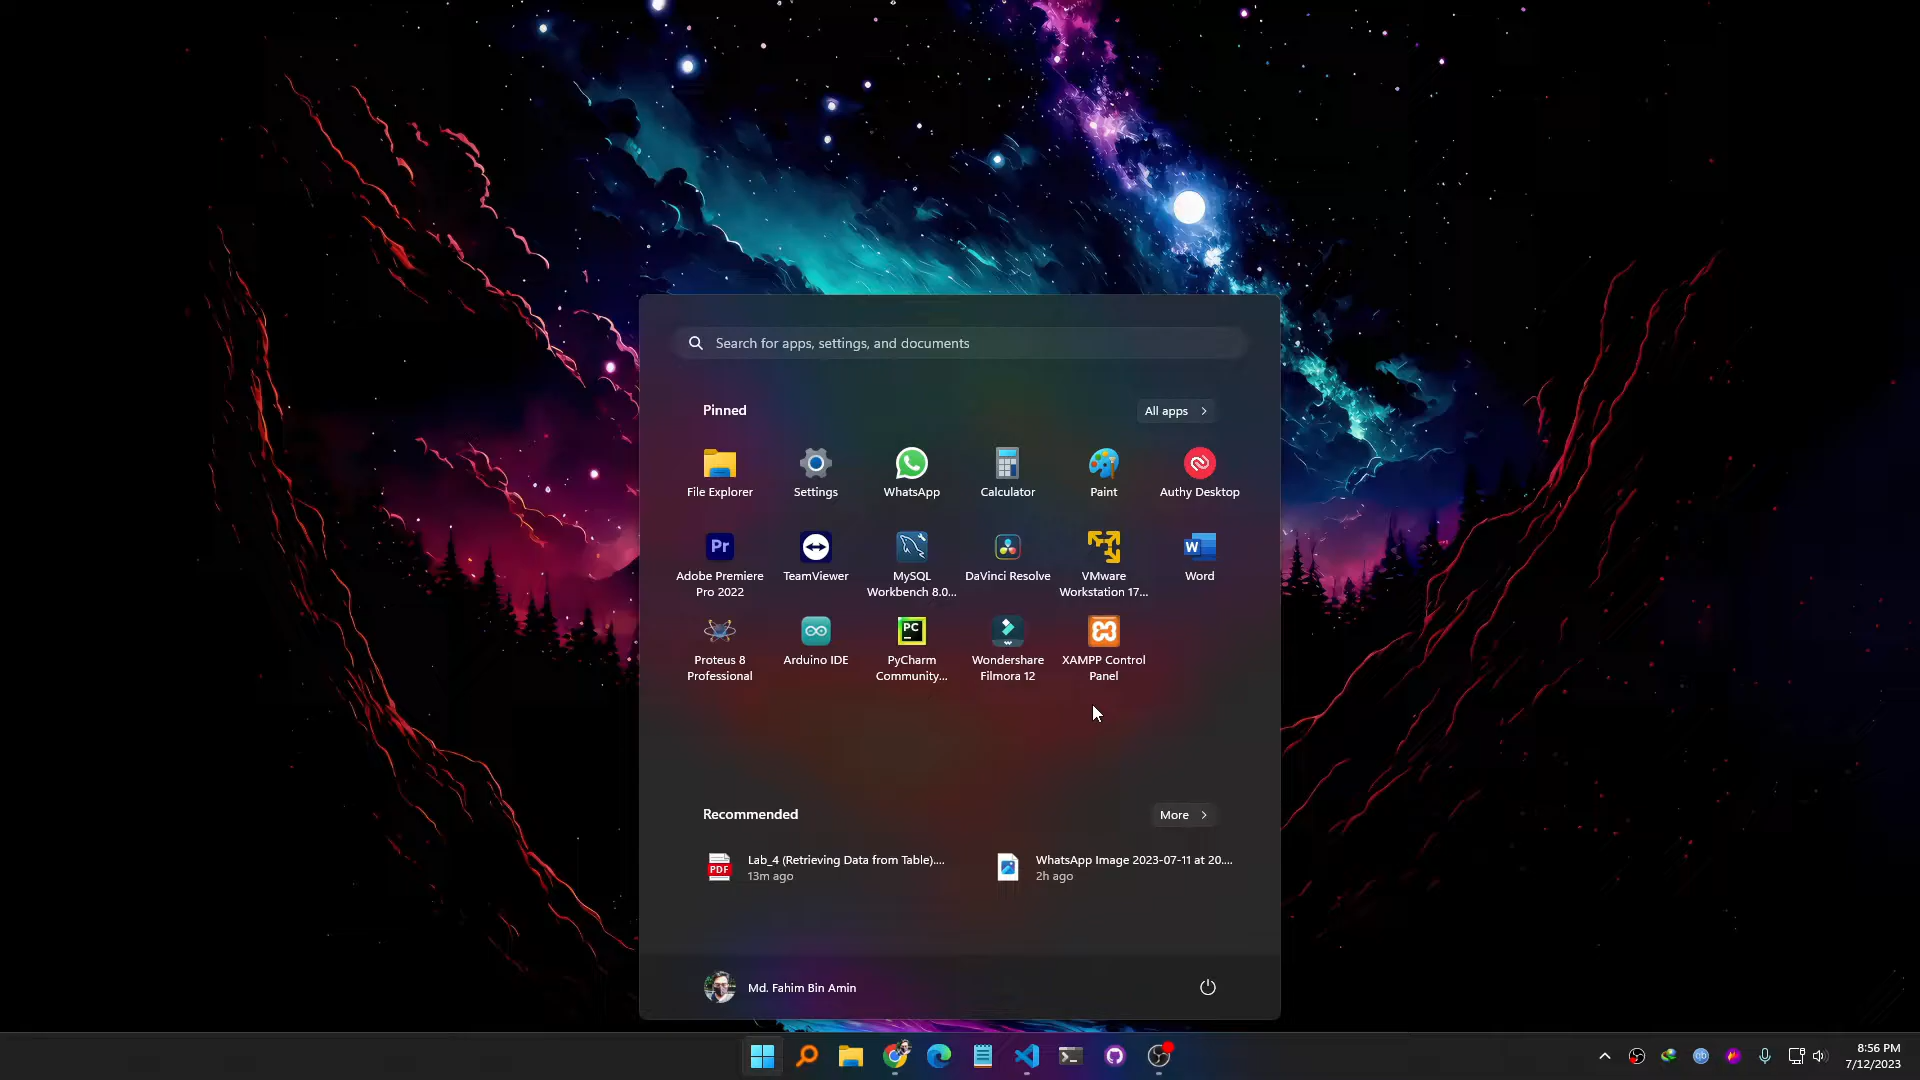 Search for apps, settings, and documents
Pinned
All apps
File Explorer
Settings
WhatsApp
Calculator
Paint
Authy Desktop
Pr
Adobe Premiere
Pro 2022
TeamViewer
MySQL
Workbench 8.0...
DaVinci Resolve
VMware
Workstation 17...
W
Word
Proteus 8
Professional
Arduino IDE
PC
PyCharm
Community...
Wondershare
Filmora 12
XAMPP Control
Panel
Recommended
More
PDF
Lab_4 (Retrieving Data from Table)....
13m ago
WhatsApp Image 2023-07-11 at 20....
2h ago
Md. Fahim Bin Amin
qb
8:56 PM
7/12/2023